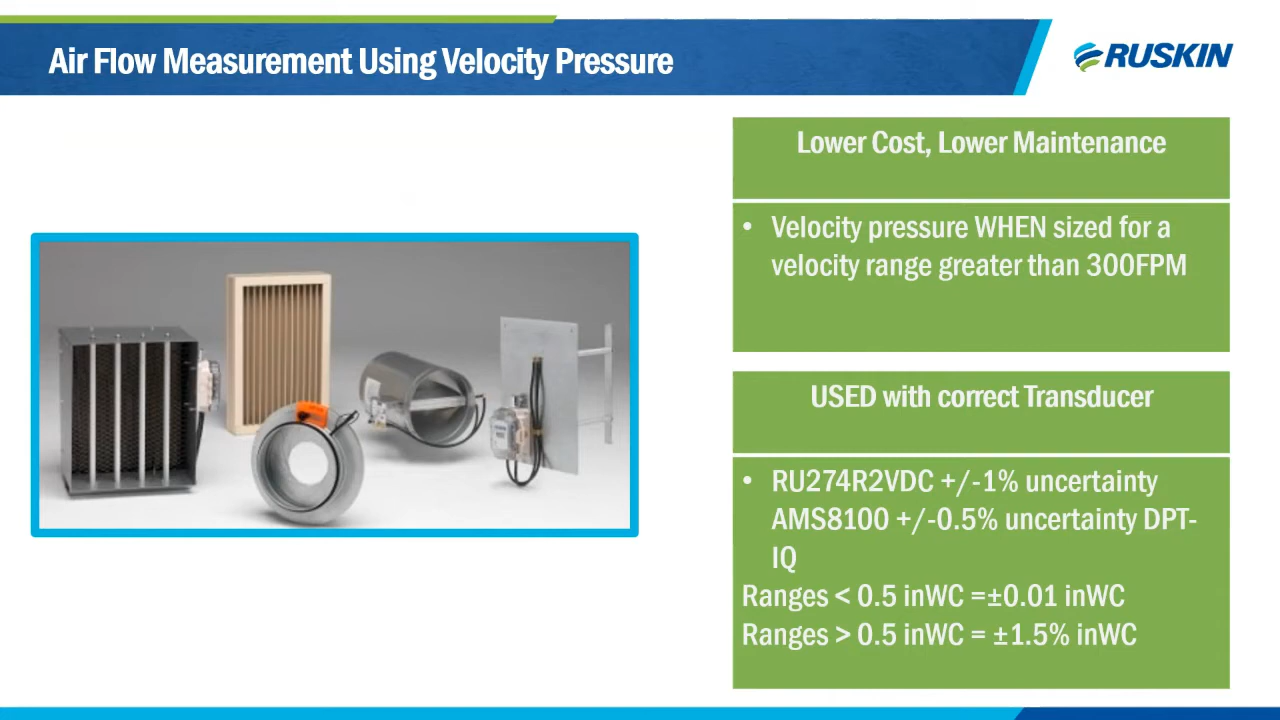 Air Flow Measurement Using Velocity Pressure
RUSKIN
Lower Cost, Lower Maintenance
• Velocity pressure WHEN sized for a
velocity range greater than 300FPM
USED with correct Transducer
• RU274R2VDC +/-1% uncertainty
AMS8100 +/-0.5% uncertainty DPT-
IQ
Ranges < 0.5 inWC =±0.01 inWC
Ranges > 0.5 inWC = ±1.5% inWC